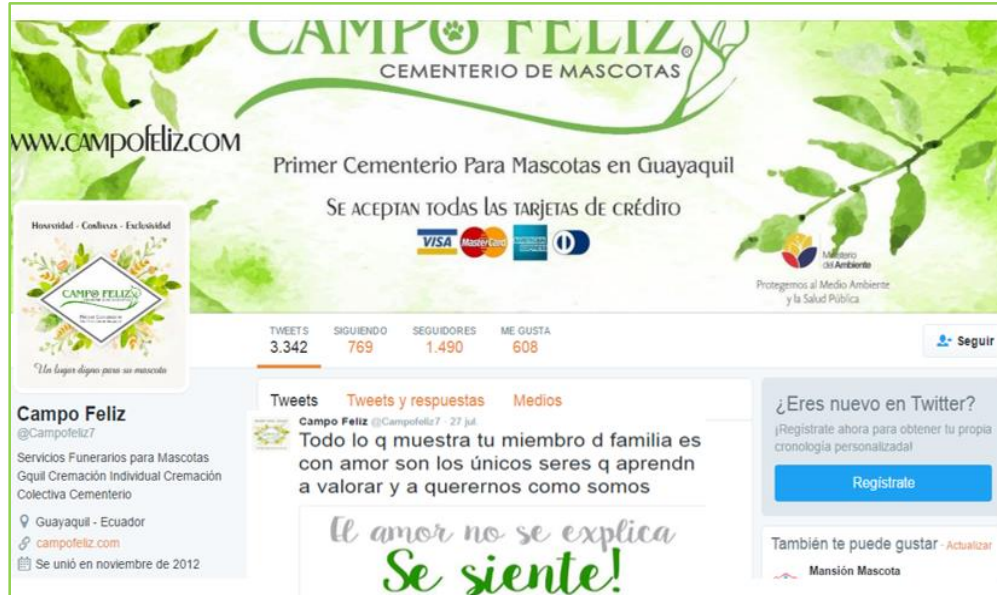 CAMPO FELIZ®
CEMENTERIO DE MASCOTAS
WWW.CAMPOFELIZ.COM
Primer Cementerio Para Mascotas en Guayaquil
SE ACEPTAN TODAS LAS TARJETAS DE CRÉDITO
VISA MasterCard AMERICAN EXPRESS
Ministerio
del Ambiente
Protegemos al Medio Ambiente
y la Salud Pública
Honestidad - Confianza - Exclusividad
CAMPO FELIZ
Un lugar digno para su mascota
TWEETS SIGUIENDO SEGUIDORES ME GUSTA
3.342 769 1.490 608
Seguir
Campo Feliz
@Campofeliz7
Servicios Funerarios para Mascotas
Gquil Cremación Individual Cremación
Colectiva Cementerio
Guayaquil - Ecuador
campofeliz.com
Se unió en noviembre de 2012
Tweets Tweets y respuestas Medios
Campo Feliz @Campofeliz7 · 27 jul.
Todo lo q muestra tu miembro d familia es
con amor son los únicos seres q aprendn
a valorar y a querernos como somos
El amor no se explica
Se siente!
¿Eres nuevo en Twitter?
¡Regístrate ahora para obtener tu propia
cronología personalizada!
Regístrate
También te puede gustar · Actualizar
Mansión Mascota